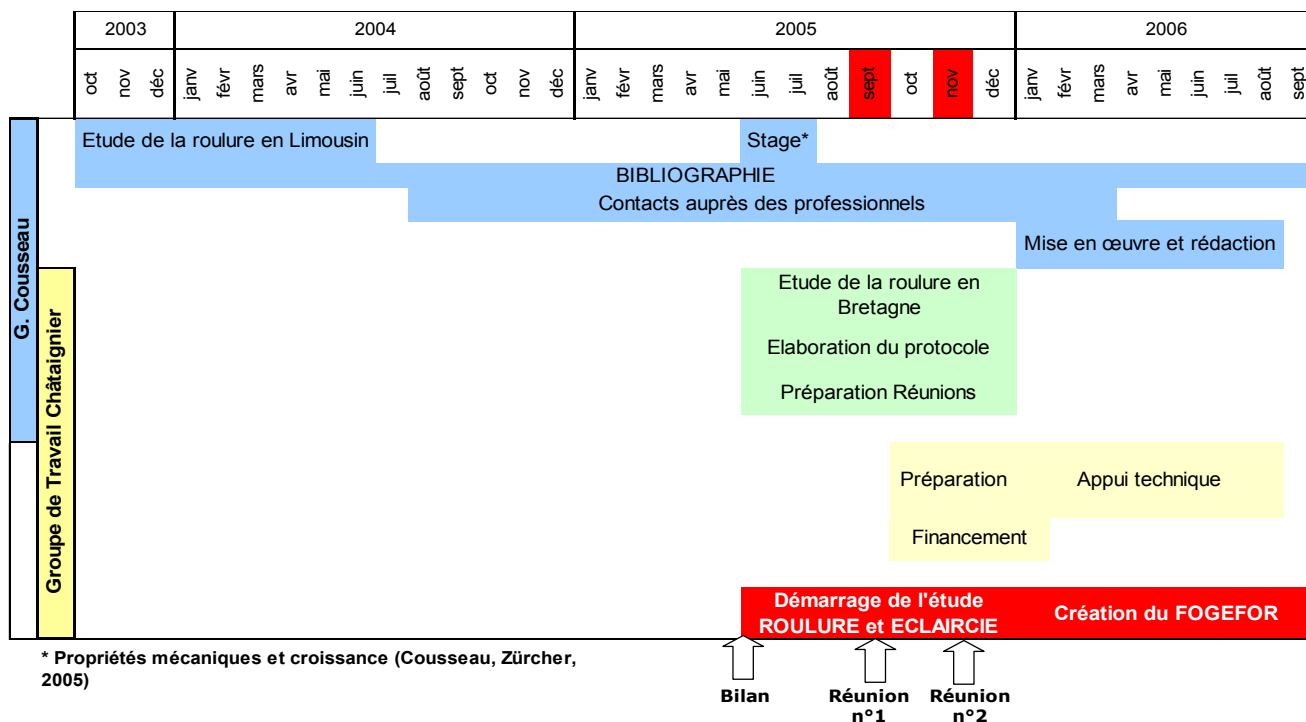 2003 2004 2005 2006
oct nov déc janv févr mars avr mai juin juil août sept oct nov déc janv févr mars avr mai juin juil août sept oct nov déc janv févr mars avr mai juin juil août sept
G. Cousseau
Groupe de Travail Châtaignier
Etude de la roulure en Limousin
Stage*
BIBLIOGRAPHIE
Contacts auprès des professionnels
Mise en œuvre et rédaction
Etude de la roulure en
Bretagne
Elaboration du protocole
Préparation Réunions
Préparation
Appui technique
Financement
Démarrage de l'étude
ROULURE et ECLAIRCIE
Création du FOGEFOR
* Propriétés mécaniques et croissance (Cousseau, Zürcher,
2005)
Bilan
Réunion
n°1
Réunion
n°2